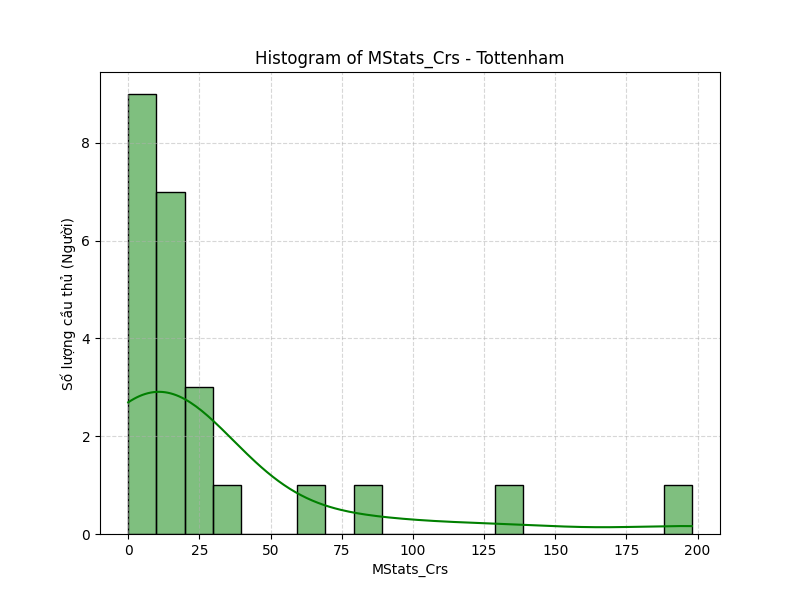 Histogram of MStats_Crs - Tottenham
Số lượng cầu thủ (Người)
8
6
4
2
0
0 25 50 75 100 125 150 175 200
MStats_Crs